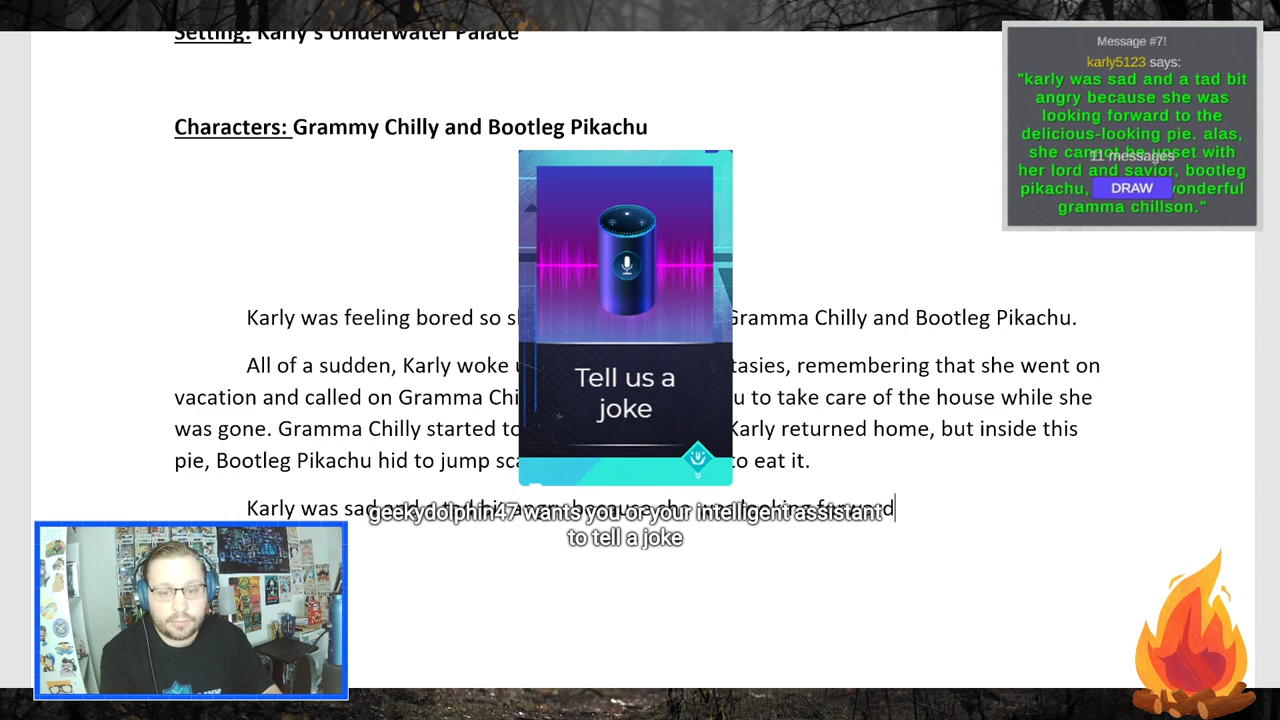 Setting: Karly's Underwater Palace
Characters: Grammy Chilly and Bootleg Pikachu
Message #7!
karly5123 says:
"karly was sad and a tad bit
angry because she was
looking forward to the
delicious-looking pie. alas,
she cannot be upset with
11 messages
her lord and savior, bootleg
pikachu, wonderful
DRAW
gramma chillson."
Tell us a
joke
Karly was feeling bored so Gramma Chilly and Bootleg Pikachu.
All of a sudden, Karly woke remembering that she went on
vacation and called on Gramma to take care of the house while she
was gone. Gramma Chilly started to Karly returned home, but inside this
pie, Bootleg Pikachu hid to jump to eat it.
Karly was sad
geekydolphin47 wants you or your intelligent assistant
to tell a joke